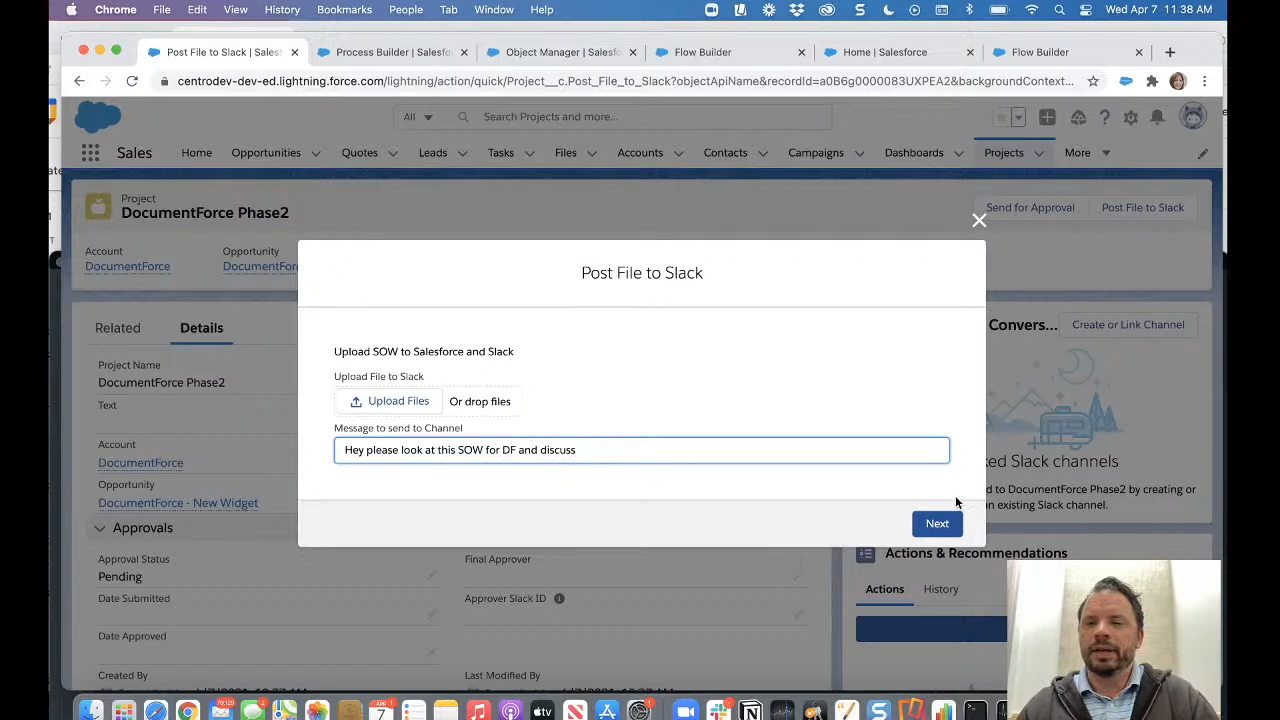 Chrome File Edit View History Bookmarks People Tab Window Help Wed Apr 7 11:38 AM
Post File to Slack | Salesf Process Builder | Salesfo Object Manager | Salesfo Flow Builder Home | Salesforce Flow Builder
centrodev-dev-ed.lightning.force.com/lightning/action/quick/Project__c.Post_File_to_Slack?objectApiName&recordId=a0B6g0000083UXPEA2&backgroundContext...
All Search Projects and more...
Sales Home Opportunities Quotes Leads Tasks Files Accounts Contacts Campaigns Dashboards Projects More
Project
DocumentForce Phase2
Send for Approval Post File to Slack
Account Opportunity
DocumentForce DocumentFor
Post File to Slack
Related Details
Convers... Create or Link Channel
Upload SOW to Salesforce and Slack
Project Name
DocumentForce Phase2
Upload File to Slack
Upload Files Or drop files
Text
Message to send to Channel
Hey please look at this SOW for DF and discuss
Account
DocumentForce
ked Slack channels
Opportunity
DocumentForce - New Widget
d to DocumentForce Phase2 by creating or
n existing Slack channel.
Next
Approvals
Actions & Recommendations
Approval Status Final Approver
Pending
Actions History
Date Submitted Approver Slack ID
Date Approved
Created By Last Modified By